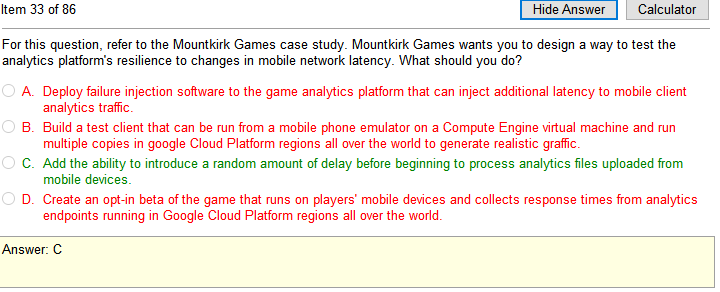 Item 33 of 86
Hide Answer
Calculator
For this question, refer to the Mountkirk Games case study. Mountkirk Games wants you to design a way to test the
analytics platform's resilience to changes in mobile network latency. What should you do?
A. Deploy failure injection software to the game analytics platform that can inject additional latency to mobile client
analytics traffic.
B. Build a test client that can be run from a mobile phone emulator on a Compute Engine virtual machine and run
multiple copies in google Cloud Platform regions all over the world to generate realistic graffic.
C. Add the ability to introduce a random amount of delay before beginning to process analytics files uploaded from
mobile devices.
D. Create an opt-in beta of the game that runs on players' mobile devices and collects response times from analytics
endpoints running in Google Cloud Platform regions all over the world.
Answer: C